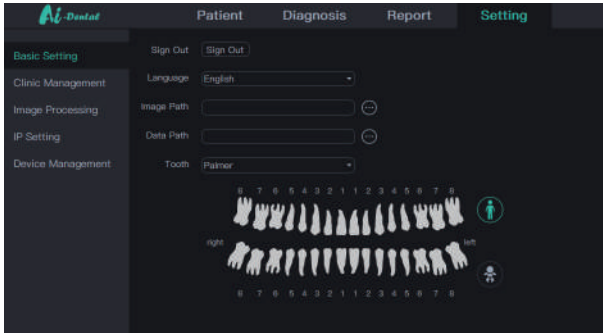 Ai-Dental
Patient Diagnosis Report Setting
Basic Setting
Clinic Management
Image Processing
IP Setting
Device Management
Sign Out Sign Out
Language English
Image Path
Data Path
Tooth Palmer
8 7 6 5 4 3 2 1 1 2 3 4 5 6 7 8
right left
8 7 6 5 4 3 2 1 1 2 3 4 5 6 7 8